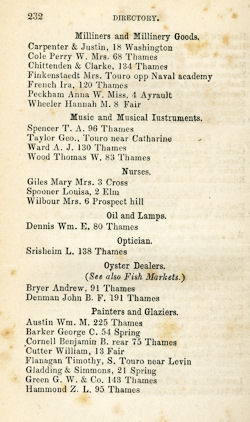 232 DIRECTORY.
Milliners and Millinery Goods.
Carpenter & Justin, 18 Washington
Cole Perry W. Mrs. 68 Thames
Chittenden & Clarke, 134 Thames
Finkenstaedt Mrs. Touro opp Naval academy
French Ira, 120 Thames
Peckham Anna W. Miss, 4 Ayrault
Wheeler Hannah M. 8 Fair
Music and Musical Instruments.
Spencer T. A. 96 Thames
Taylor Geo., Touro near Catharine
Ward A. J. 130 Thames
Wood Thomas W, 83 Thames
Nurses.
Giles Mary Mrs. 3 Cross
Spooner Louisa, 2 Elm
Wilbour Mrs. 6 Prospect hill
Oil and Lamps.
Dennis Wm. E, 80 Thames
Optician.
Srisheim L. 138 Thames
Oyster Dealers.
(See also Fish Markets.)
Bryer Andrew, 91 Thames
Denman John B. F. 191 Thames
Painters and Glaziers.
Austin Wm. M. 225 Thames
Barker George C. 54 Spring
Cornell Benjamin B. rear 75 Thames
Cutter William, 13 Fair
Flanagan Timothy, S. Touro near Levin
Gladding & Simmons, 21 Spring
Green G. W. & Co. 143 Thames
Hammond Z. L. 95 Thames